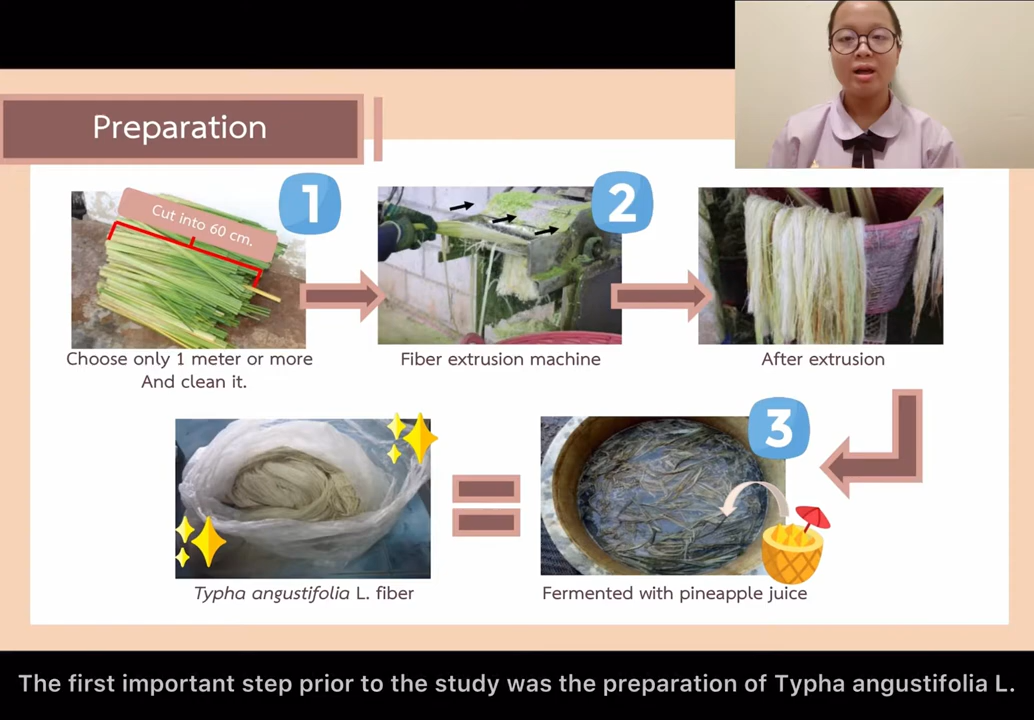 Preparation
Cut into 60 cm.
1
2
Choose only 1 meter or more
And clean it.
Fiber extrusion machine
After extrusion
3
Typha angustifolia L. fiber
Fermented with pineapple juice
The first important step prior to the study was the preparation of Typha angustifolia L.